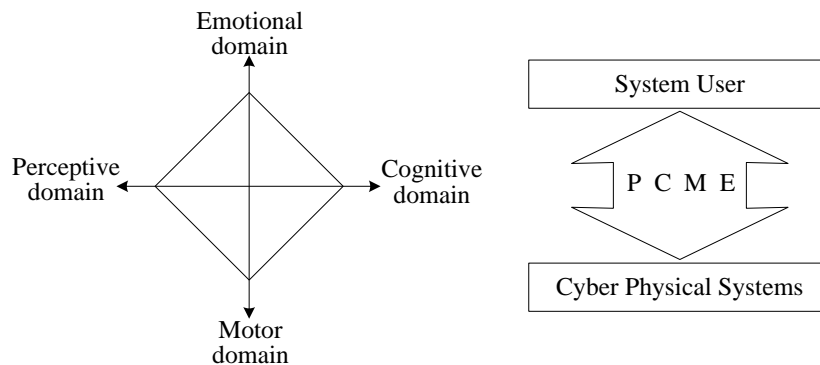 Emotional
domain
Perceptive
domain
Cognitive
domain
Motor
domain
System User
P C M E
Cyber Physical Systems